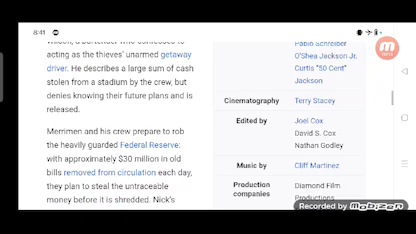 8:41
Wilson, a bartender who confesses to
acting as the thieves' unarmed getaway
driver. He describes a large sum of cash
stolen from a stadium by the crew, but
denies knowing their future plans and is
released.
Merrimen and his crew prepare to rob
the heavily guarded Federal Reserve:
with approximately $30 million in old
bills removed from circulation each day,
they plan to steal the untraceable
money before it is shredded. Nick's
Pablo Schreiber
O'Shea Jackson Jr.
Curtis "50 Cent"
Jackson
Cinematography Terry Stacey
Edited by Joel Cox
David S. Cox
Nathan Godley
Music by Cliff Martinez
Production companies Diamond Film
Productions
Recorded by Mobizen